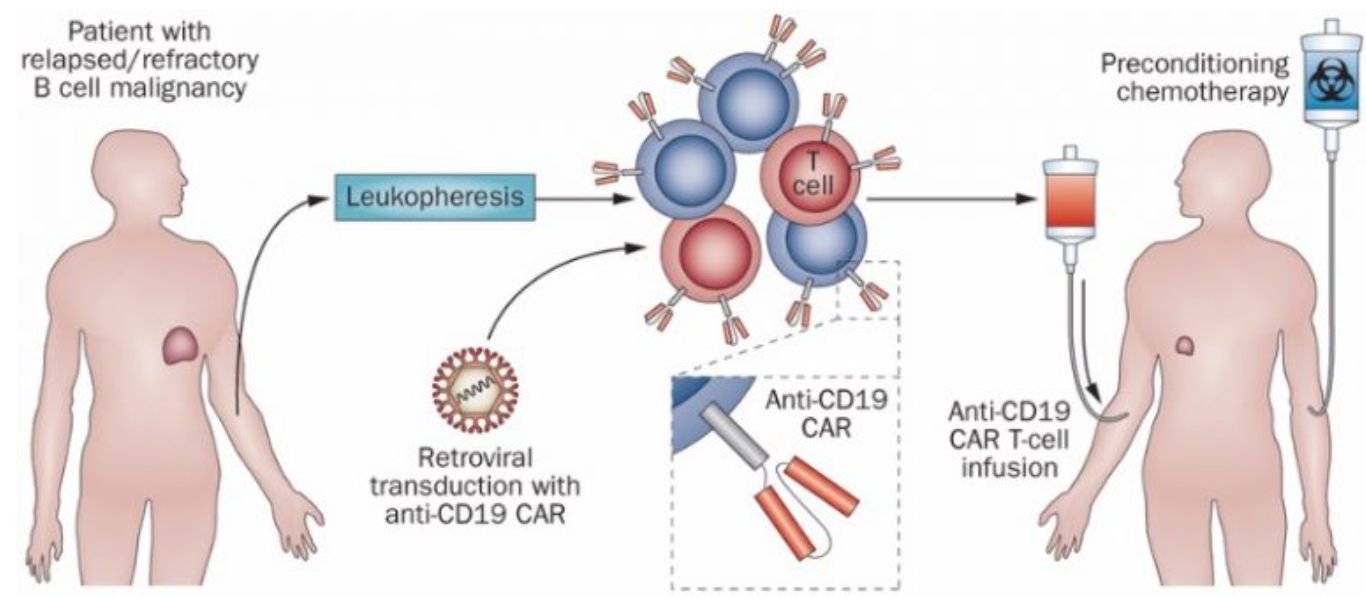 Patient with
relapsed/refractory
B cell malignancy
Leukopheresis
Retroviral
transduction with
anti-CD19 CAR
T
cell
Anti-CD19
CAR
Anti-CD19
CAR T-cell
infusion
Preconditioning
chemotherapy